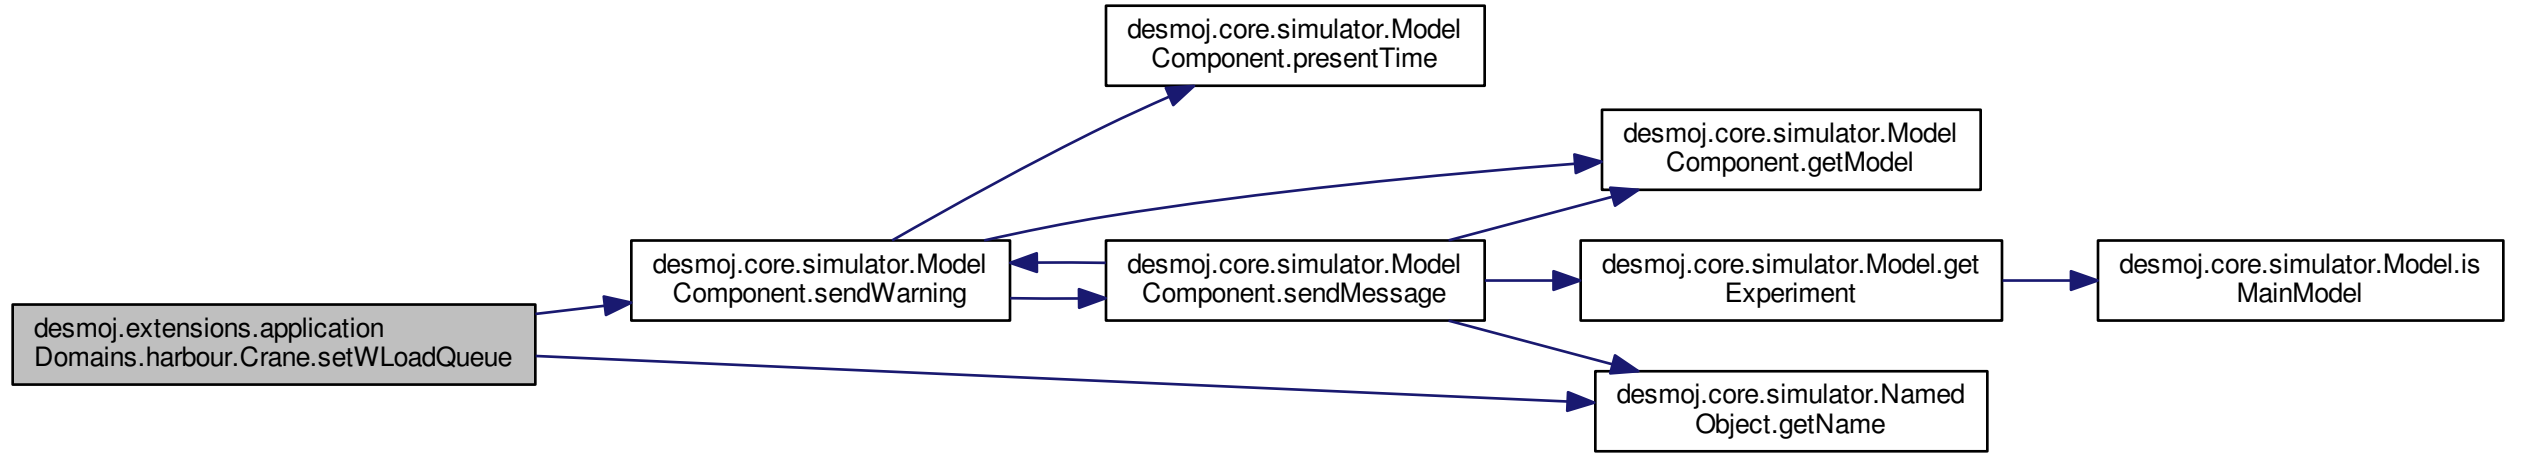 desmoj.core.simulator.Model
Component.presentTime
desmoj.core.simulator.Model
Component.getModel
desmoj.core.simulator.Model
Component.sendWarning
desmoj.core.simulator.Model
Component.sendMessage
desmoj.core.simulator.Model.get
Experiment
desmoj.core.simulator.Model.is
MainModel
desmoj.extensions.application
Domains.harbour.Crane.setWLoadQueue
desmoj.core.simulator.Named
Object.getName